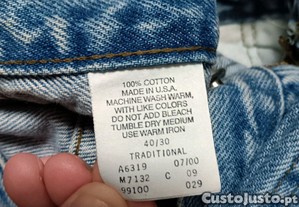 100% COTTON
MADE IN U.S.A.
MACHINE WASH WARM,
WITH LIKE COLORS
DO NOT ADD BLEACH
TUMBLE DRY MEDIUM
USE WARM IRON
40/30
TRADITIONAL
A6319 07/00
M7132 C 09
99100 029
CustoJusto.pt